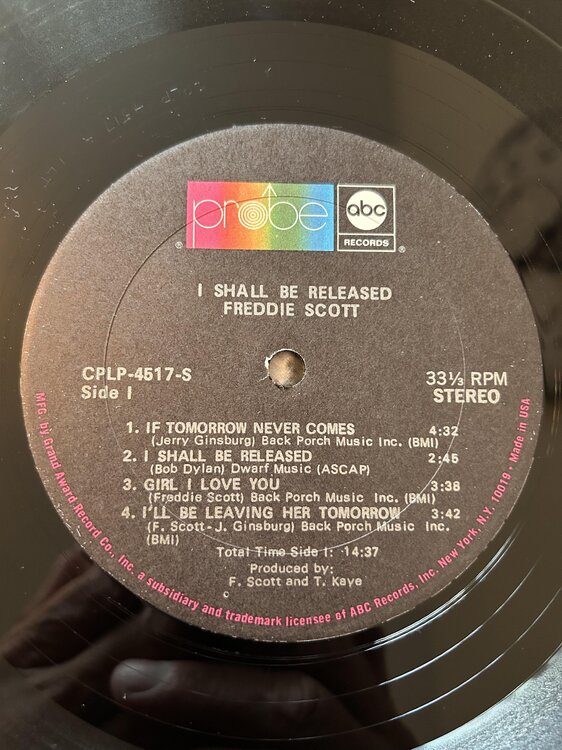 probe
abc
RECORDS
®
®
I SHALL BE RELEASED
FREDDIE SCOTT
CPLP-4517-S
Side I
33⅓ RPM
STEREO
1. IF TOMORROW NEVER COMES 4:32
(Jerry Ginsburg) Back Porch Music Inc. (BMI)
2. I SHALL BE RELEASED 2:45
(Bob Dylan) Dwarf Music (ASCAP)
3. GIRL I LOVE YOU 3:38
(Freddie Scott) Back Porch Music Inc. (BMI)
4. I'LL BE LEAVING HER TOMORROW 3:42
(F. Scott-J. Ginsburg) Back Porch Music Inc.
(BMI)
Total Time Side I: 14:37
Produced by:
F. Scott and T. Kaye
MFG. by Grand Award Record Co., Inc. a subsidiary and trademark licensee of ABC Records, Inc. New York, N.Y. 10019 • Made in USA